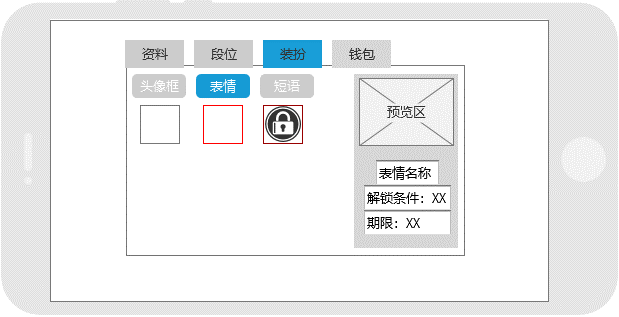 资料 段位 装扮 钱包
头像框 表情 短语
预览区
表情名称
解锁条件: XX
期限: XX